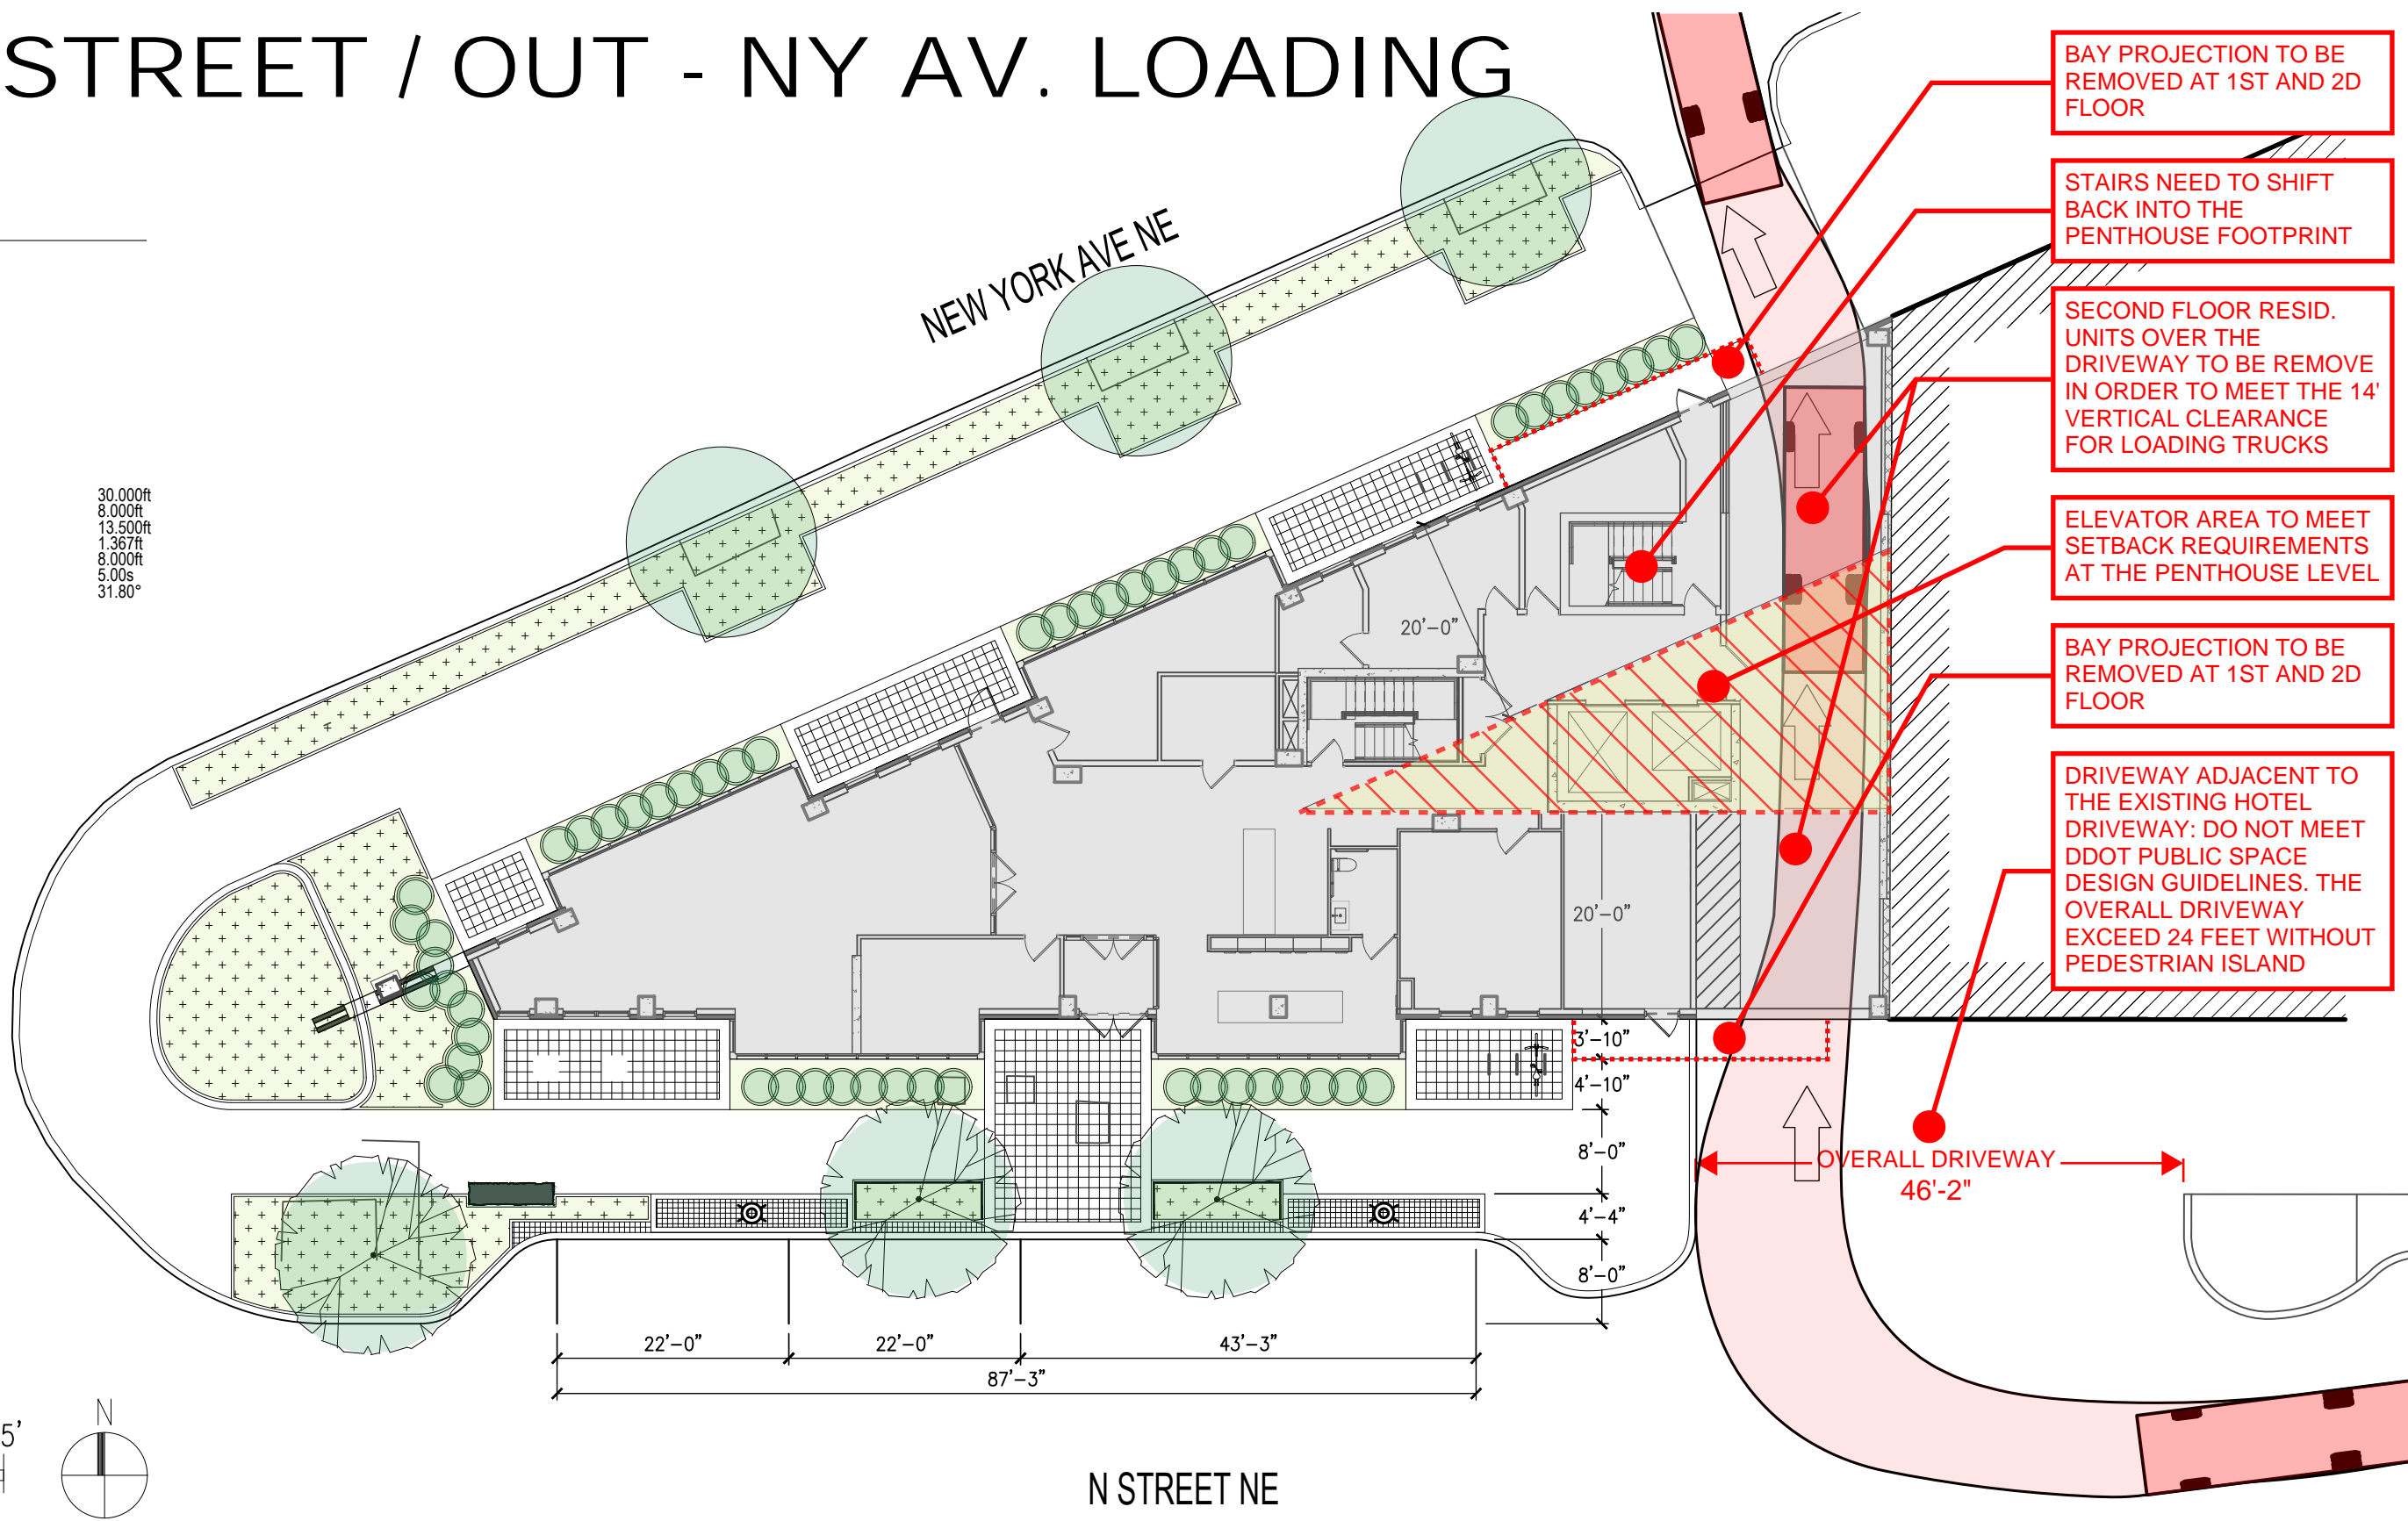 STREET / OUT - NY AV. LOADING
BAY PROJECTION TO BE
REMOVED AT 1ST AND 2D
FLOOR
STAIRS NEED TO SHIFT
BACK INTO THE
PENTHOUSE FOOTPRINT
NEW YORK AVE NE
SECOND FLOOR RESID.
UNITS OVER THE
DRIVEWAY TO BE REMOVE
IN ORDER TO MEET THE 14'
VERTICAL CLEARANCE
FOR LOADING TRUCKS
30.000ft
8.000ft
13.500ft
1.367ft
8.000ft
5.00s
31.80°
ELEVATOR AREA TO MEET
SETBACK REQUIREMENTS
AT THE PENTHOUSE LEVEL
20'-0"
BAY PROJECTION TO BE
REMOVED AT 1ST AND 2D
FLOOR
DRIVEWAY ADJACENT TO
THE EXISTING HOTEL
DRIVEWAY: DO NOT MEET
DDOT PUBLIC SPACE
DESIGN GUIDELINES. THE
OVERALL DRIVEWAY
EXCEED 24 FEET WITHOUT
PEDESTRIAN ISLAND
20'-0"
3'-10"
4'-10"
8'-0"
OVERALL DRIVEWAY
46'-2"
4'-4"
8'-0"
22'-0" 22'-0" 43'-3"
87'-3"
N
5'
N STREET NE